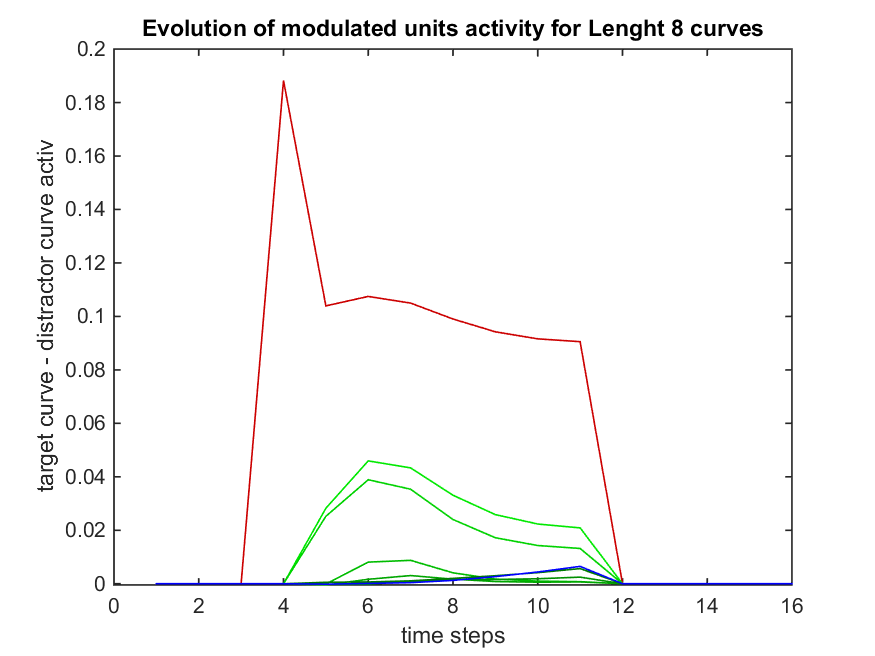 Evolution of modulated units activity for Lenght 8 curves
target curve - distractor curve activ
0.2
0.18
0.16
0.14
0.12
0.1
0.08
0.06
0.04
0.02
0
0 2 4 6 8 10 12 14 16
time steps